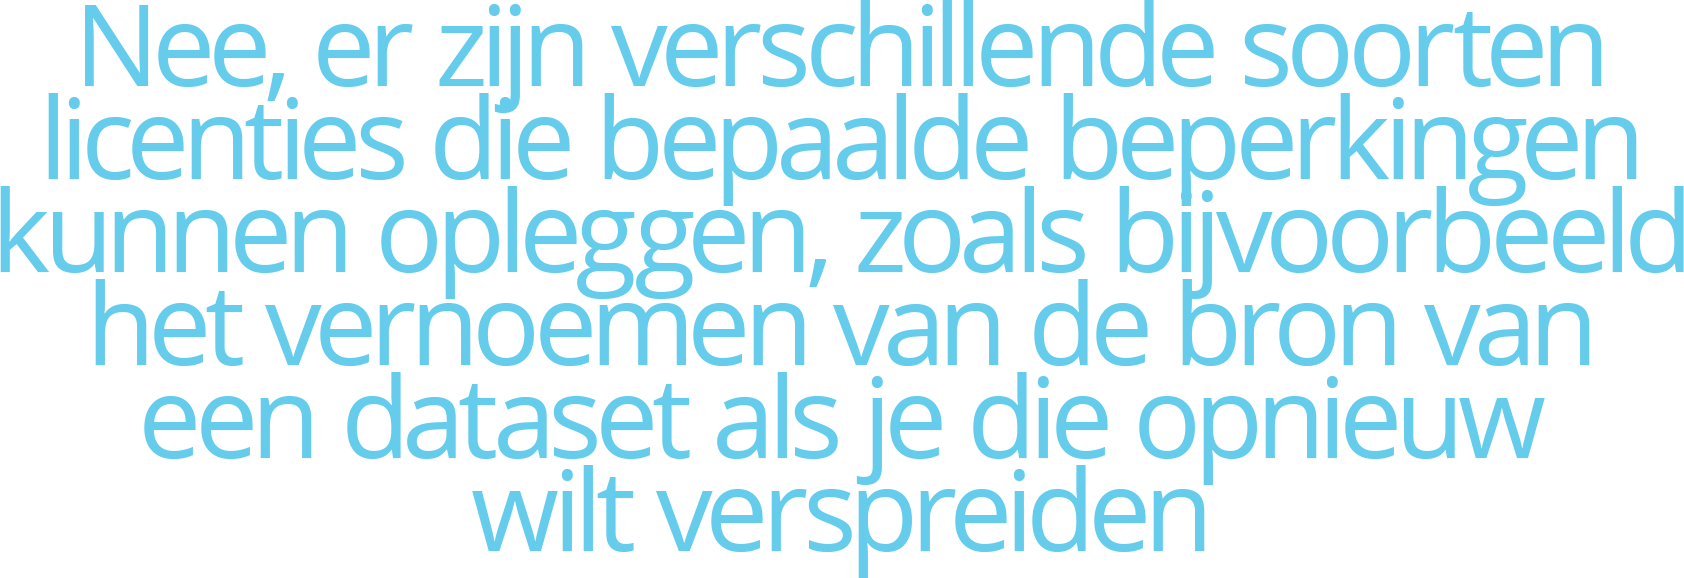 Nee, er zijn verschillende soorten
licenties die bepaalde beperkingen
kunnen opleggen, zoals bijvoorbeeld
het vernoemen van de bron van
een dataset als je die opnieuw
wilt verspreiden